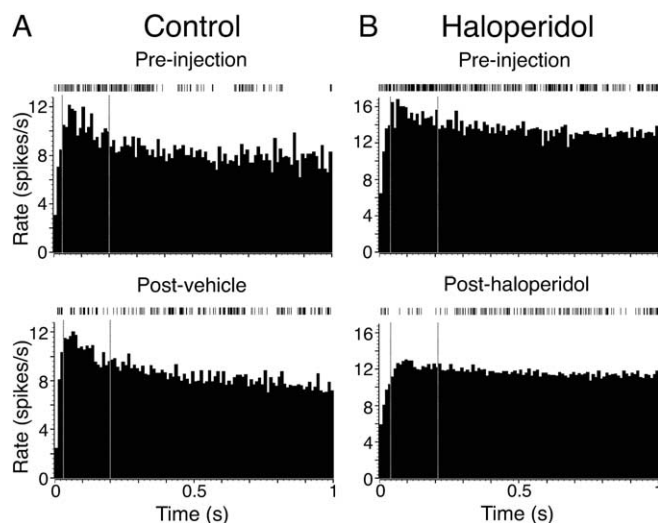 A Control
Pre-injection
12
8
4
0
Rate (spikes/s)
Post-vehicle
12
8
4
0
Rate (spikes/s)
0 0.5 1
Time (s)
B Haloperidol
Pre-injection
16
12
8
4
0
Post-haloperidol
16
12
8
4
0
0 0.5 1
Time (s)